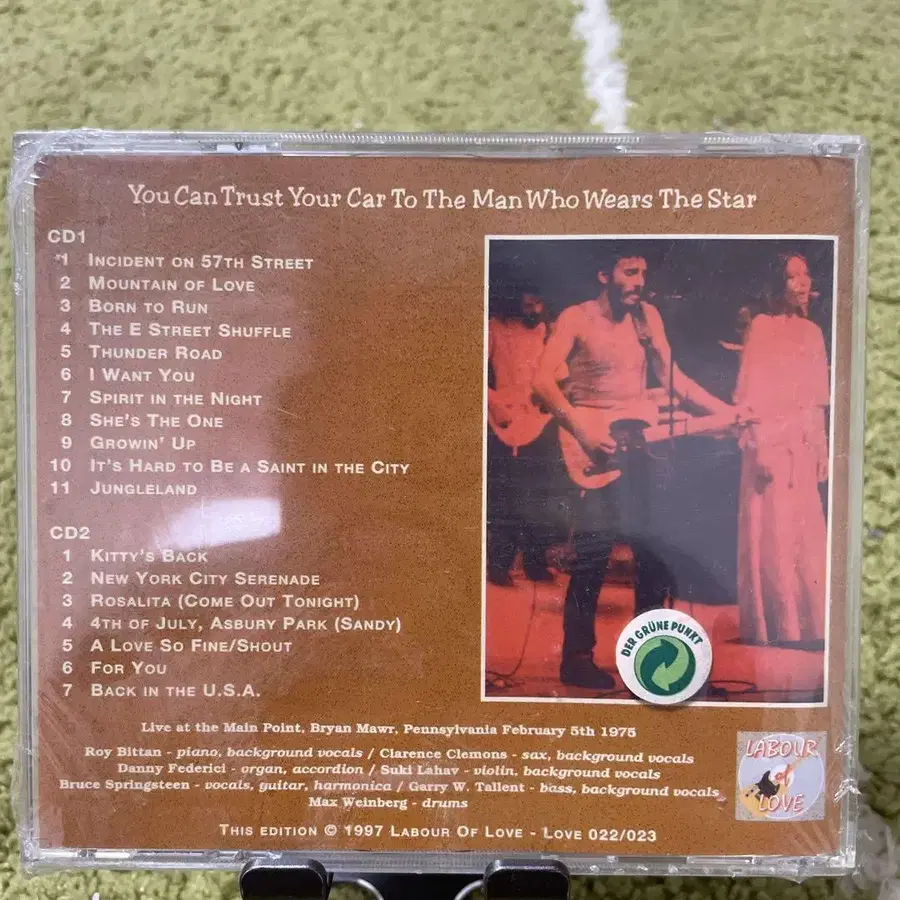 You Can Trust Your Car To The Man Who Wears The Star
CD1
1 Incident on 57th Street
2 Mountain of Love
3 Born to Run
4 The E Street Shuffle
5 Thunder Road
6 I Want You
7 Spirit in the Night
8 She's The One
9 Growin' Up
10 It's Hard to Be a Saint in the City
11 Jungleland
CD2
1 Kitty's Back
2 New York City Serenade
3 Rosalita (Come Out Tonight)
4 4th of July, Asbury Park (Sandy)
5 A Love So Fine/Shout
6 For You
7 Back in the U.S.A.
DER GRÜNE PUNKT
Live at the Main Point, Bryan Mawr, Pennsylvania February 5th 1975
Roy Bittan - piano, background vocals / Clarence Clemons - sax, background vocals
Danny Federici - organ, accordion / Suki Lahav - violin, background vocals
Bruce Springsteen - vocals, guitar, harmonica / Garry W. Tallent - bass, background vocals
Max Weinberg - drums
LABOUR
of
LOVE
This edition © 1997 Labour Of Love - Love 022/023